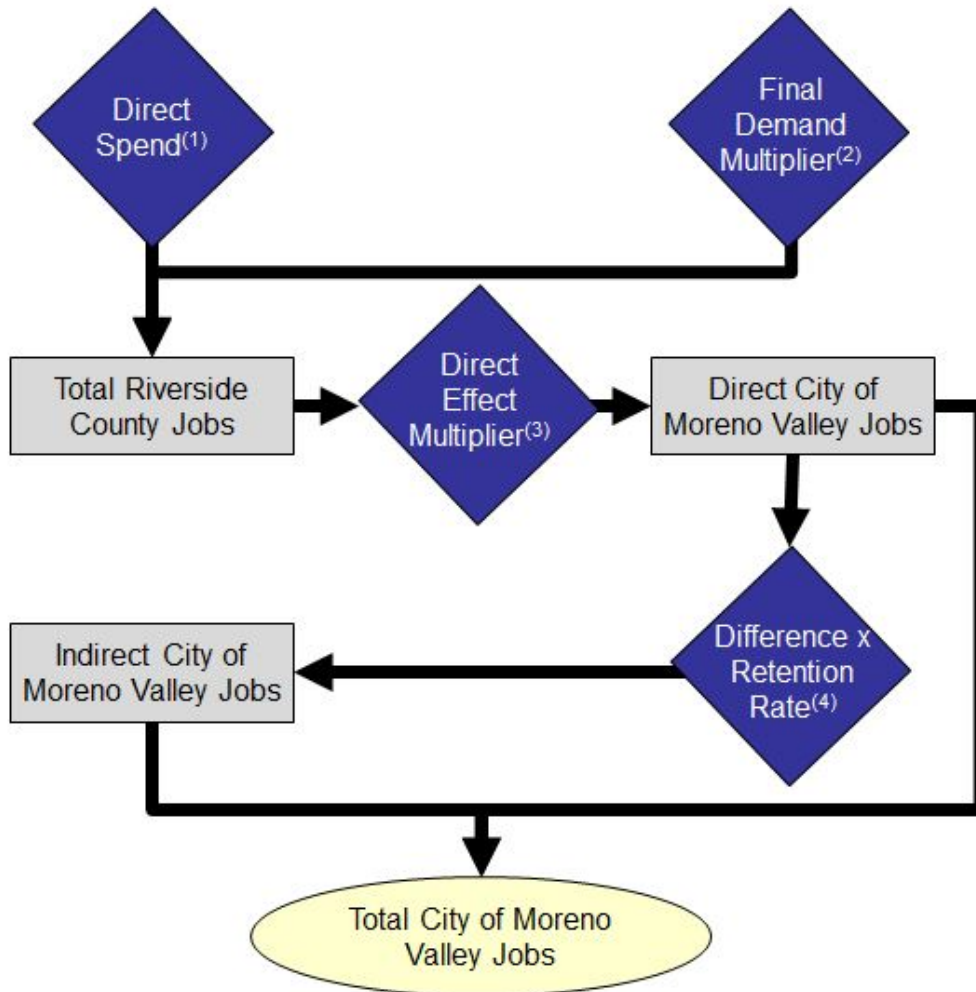 Direct
Spend(1)
Final
Demand
Multiplier(2)
Total Riverside
County Jobs
Direct
Effect
Multiplier(3)
Direct City of
Moreno Valley Jobs
Difference x
Retention
Rate(4)
Indirect City of
Moreno Valley Jobs
Total City of Moreno
Valley Jobs